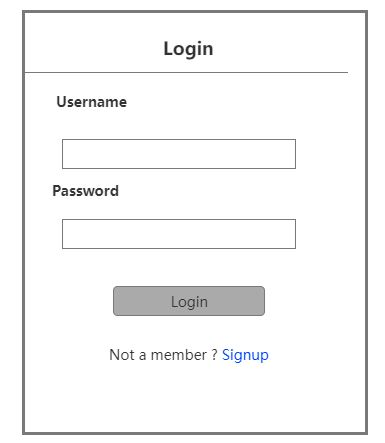 Login
Username
Password
Login
Not a member ? Signup